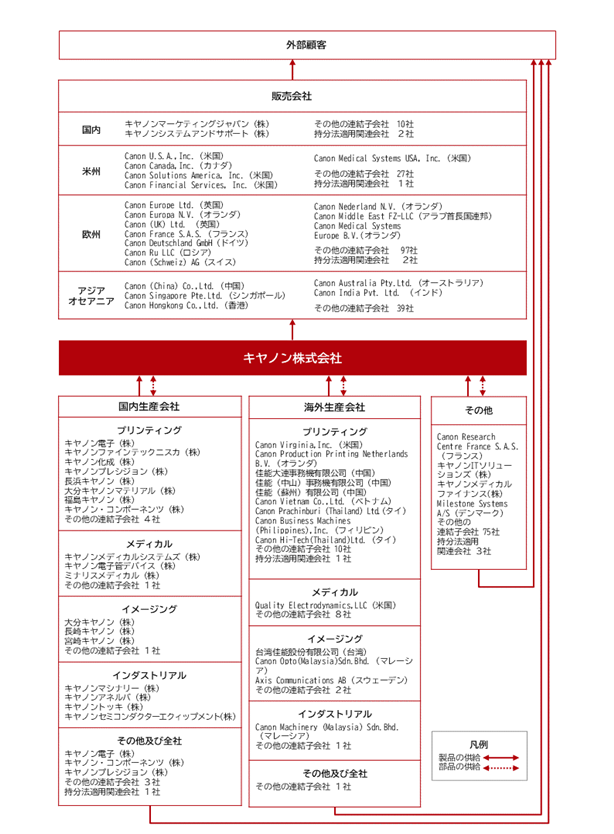 外部顧客
販売会社
国内
キヤノンマーケティングジャパン（株）
キヤノンシステムアンドサポート（株）
その他の連結子会社 10社
持分法適用関連会社 2社
米州
Canon U.S.A.,Inc.（米国）
Canon Canada,Inc.（カナダ）
Canon Solutions America, Inc.（米国）
Canon Financial Services, Inc.（米国）
Canon Medical Systems USA, Inc.（米国）
その他の連結子会社 27社
持分法適用関連会社 1社
欧州
Canon Europe Ltd.（英国）
Canon Europa N.V.（オランダ）
Canon (UK) Ltd.（英国）
Canon France S.A.S.（フランス）
Canon Deutschland GmbH（ドイツ）
Canon Ru LLC（ロシア）
Canon (Schweiz) AG（スイス）
Canon Nederland N.V.（オランダ）
Canon Middle East FZ-LLC（アラブ首長国連邦）
Canon Medical Systems
Europe B.V.（オランダ）
その他の連結子会社 97社
持分法適用関連会社 2社
アジア
オセアニア
Canon (China) Co.,Ltd.（中国）
Canon Singapore Pte.Ltd.（シンガポール）
Canon Hongkong Co.,Ltd.（香港）
Canon Australia Pty.Ltd.（オーストラリア）
Canon India Pvt. Ltd.（インド）
その他の連結子会社 39社
キヤノン株式会社
国内生産会社
プリンティング
キヤノン電子（株）
キヤノンファインテックニスカ（株）
キヤノン化成（株）
キヤノンプレシジョン（株）
長浜キヤノン（株）
大分キヤノンマテリアル（株）
福島キヤノン（株）
キヤノン・コンポーネンツ（株）
その他の連結子会社 4社
メディカル
キヤノンメディカルシステムズ（株）
キヤノン電子管デバイス（株）
ミナリスメディカル（株）
その他の連結子会社 1社
イメージング
大分キヤノン（株）
長崎キヤノン（株）
宮崎キヤノン（株）
その他の連結子会社 1社
インダストリアル
キヤノンマシナリー（株）
キヤノンアネルバ（株）
キヤノントッキ（株）
キヤノンセミコンダクターエクィップメント（株）
その他及び全社
キヤノン電子（株）
キヤノン・コンポーネンツ（株）
キヤノンプレシジョン（株）
その他の連結子会社 3社
持分法適用関連会社 1社
海外生産会社
プリンティング
Canon Virginia,Inc.（米国）
Canon Production Printing Netherlands
B.V.（オランダ）
佳能大連事務機有限公司（中国）
佳能（中山）事務機有限公司（中国）
佳能（蘇州）有限公司（中国）
Canon Vietnam Co.,Ltd.（ベトナム）
Canon Prachinburi (Thailand) Ltd.（タイ）
Canon Business Machines
(Philippines),Inc.（フィリピン）
Canon Hi-Tech(Thailand)Ltd.（タイ）
その他の連結子会社 10社
持分法適用関連会社 1社
メディカル
Quality Electrodynamics,LLC（米国）
その他の連結子会社 8社
イメージング
台湾佳能股份有限公司（台湾）
Canon Opto(Malaysia)Sdn.Bhd.（マレーシ
ア）
Axis Communications AB（スウェーデン）
その他の連結子会社 2社
インダストリアル
Canon Machinery (Malaysia) Sdn.Bhd.
（マレーシア）
その他の連結子会社 1社
その他及び全社
その他の連結子会社 1社
その他
Canon Research
Centre France S.A.S.
（フランス）
キヤノンITソリュー
ションズ（株）
キヤノンメディカル
ファイナンス(株)
Milestone Systems
A/S（デンマーク）
その他の
連結子会社 75社
持分法適用
関連会社 3社
凡例
製品の供給
部品の供給